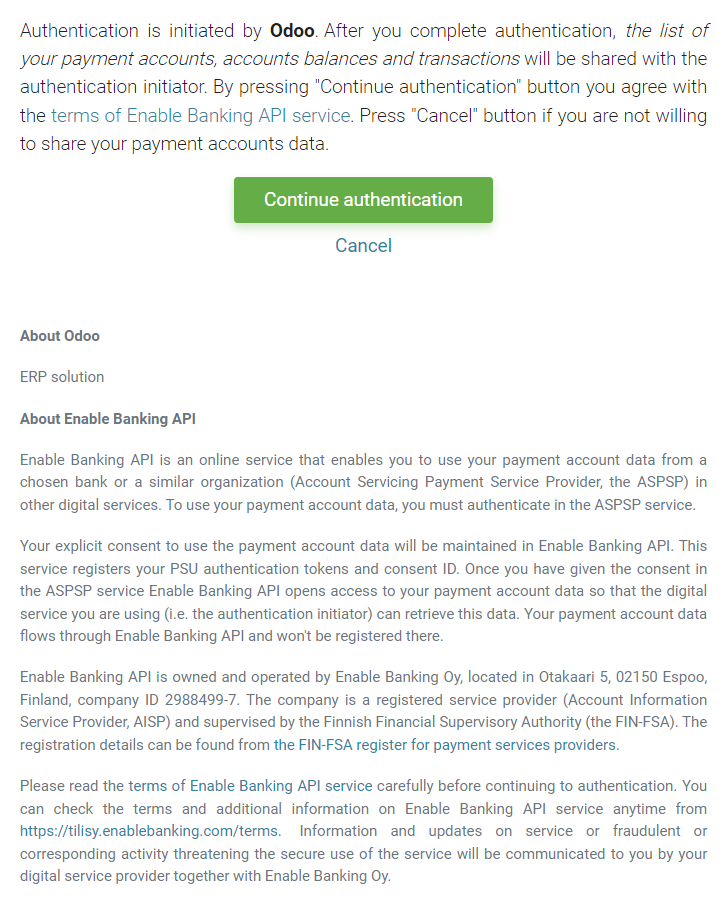 Authentication is initiated by Odoo. After you complete authentication, the list of
your payment accounts, accounts balances and transactions will be shared with the
authentication initiator. By pressing "Continue authentication" button you agree with
the terms of Enable Banking API service. Press "Cancel" button if you are not willing
to share your payment accounts data.
Continue authentication
Cancel
About Odoo
ERP solution
About Enable Banking API
Enable Banking API is an online service that enables you to use your payment account data from a
chosen bank or a similar organization (Account Servicing Payment Service Provider, the ASPSP) in
other digital services. To use your payment account data, you must authenticate in the ASPSP service.
Your explicit consent to use the payment account data will be maintained in Enable Banking API. This
service registers your PSU authentication tokens and consent ID. Once you have given the consent in
the ASPSP service Enable Banking API opens access to your payment account data so that the digital
service you are using (i.e. the authentication initiator) can retrieve this data. Your payment account data
flows through Enable Banking API and won't be registered there.
Enable Banking API is owned and operated by Enable Banking Oy, located in Otakaari 5, 02150 Espoo,
Finland, company ID 2988499-7. The company is a registered service provider (Account Information
Service Provider, AISP) and supervised by the Finnish Financial Supervisory Authority (the FIN-FSA). The
registration details can be found from the FIN-FSA register for payment services providers.
Please read the terms of Enable Banking API service carefully before continuing to authentication. You
can check the terms and additional information on Enable Banking API service anytime from
https://tilisy.enablebanking.com/terms. Information and updates on service or fraudulent or
corresponding activity threatening the secure use of the service will be communicated to you by your
digital service provider together with Enable Banking Oy.